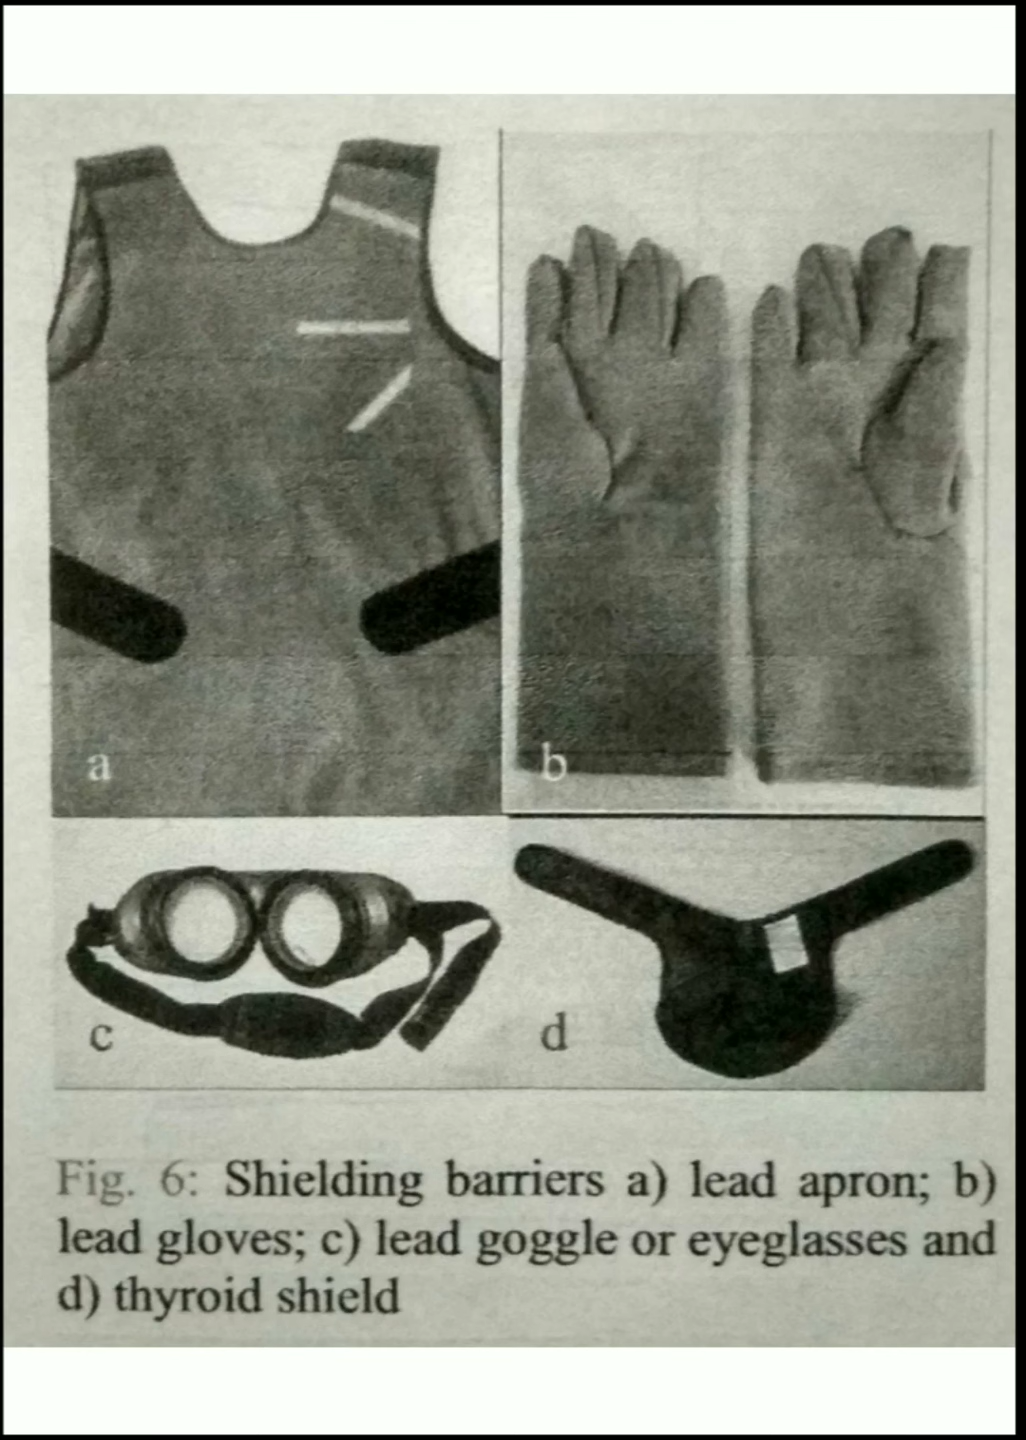 a
b
c
d
Fig. 6: Shielding barriers a) lead apron; b)
lead gloves; c) lead goggle or eyeglasses and
d) thyroid shield